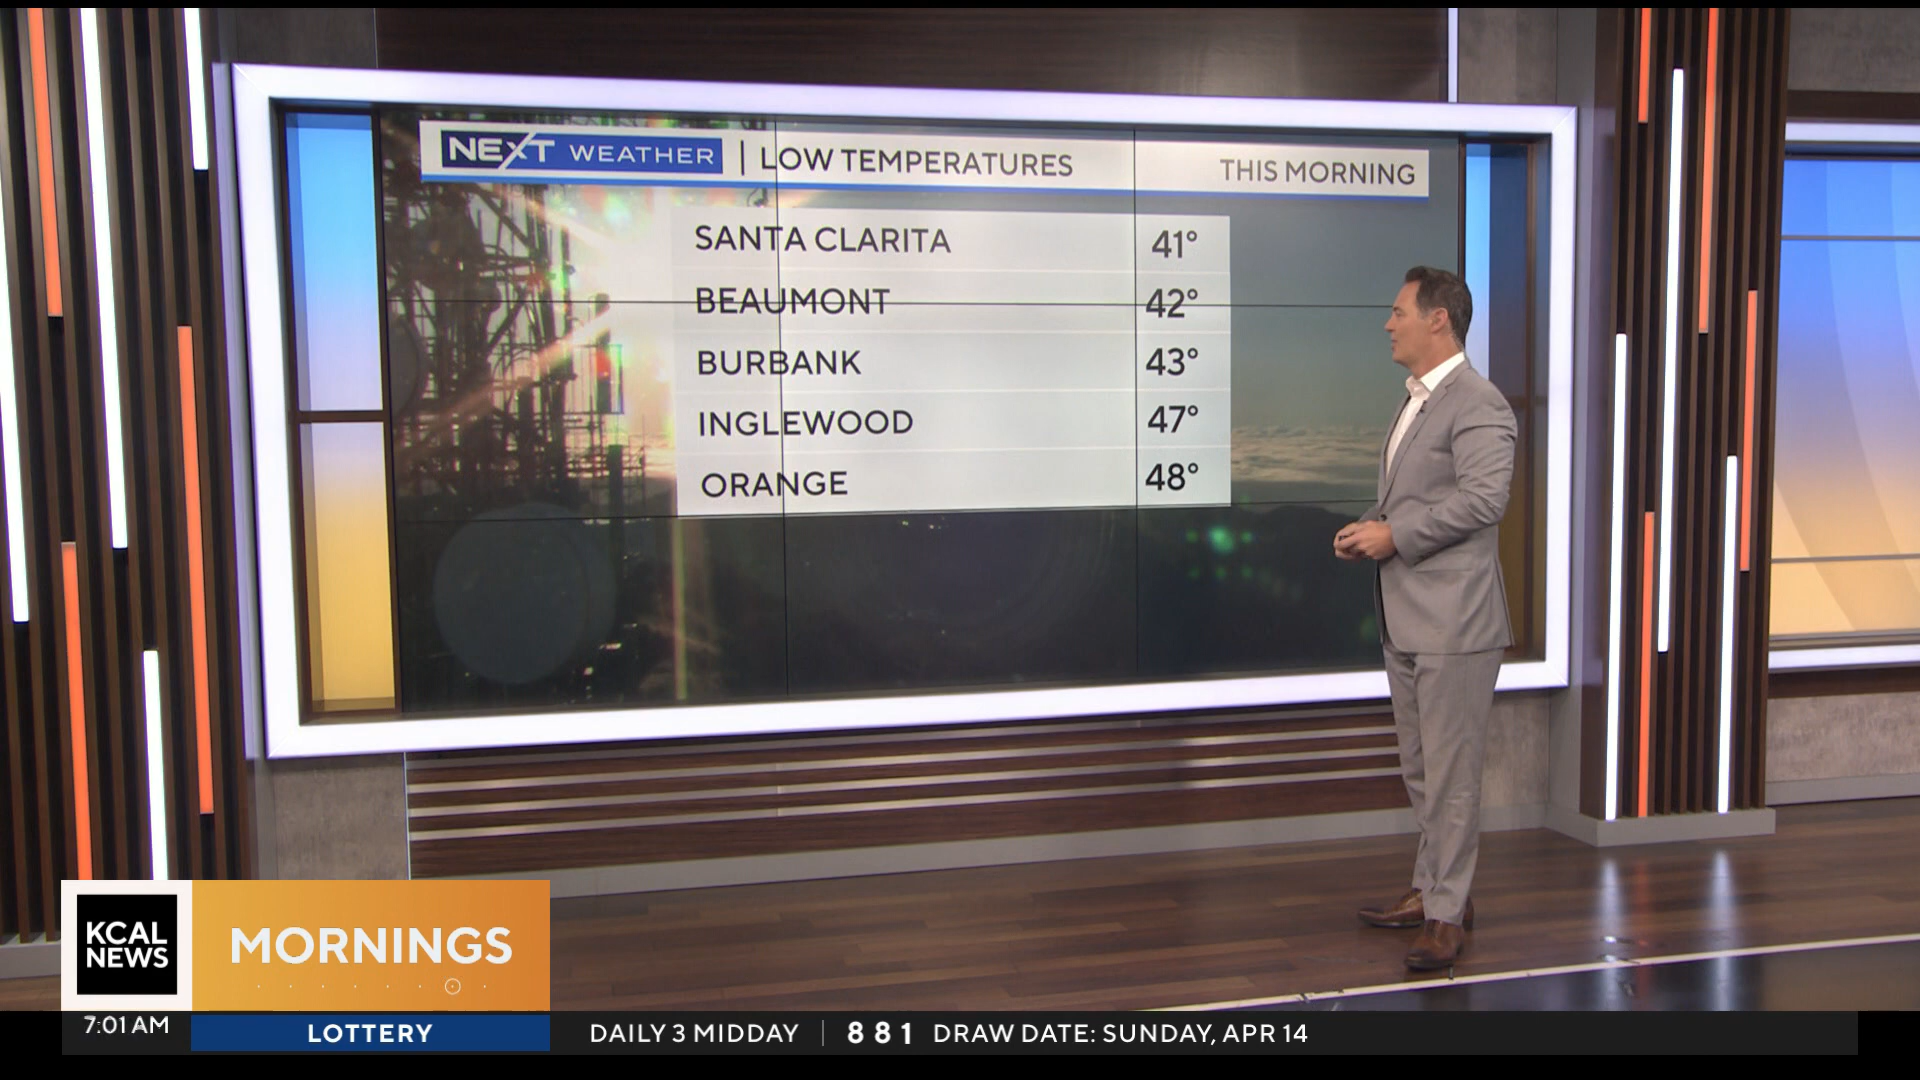 NEXT WEATHER | LOW TEMPERATURES THIS MORNING
SANTA CLARITA 41°
BEAUMONT 42°
BURBANK 43°
INGLEWOOD 47°
ORANGE 48°
KCAL NEWS
MORNINGS
7:01 AM LOTTERY DAILY 3 MIDDAY | 8 8 1 DRAW DATE: SUNDAY, APR 14